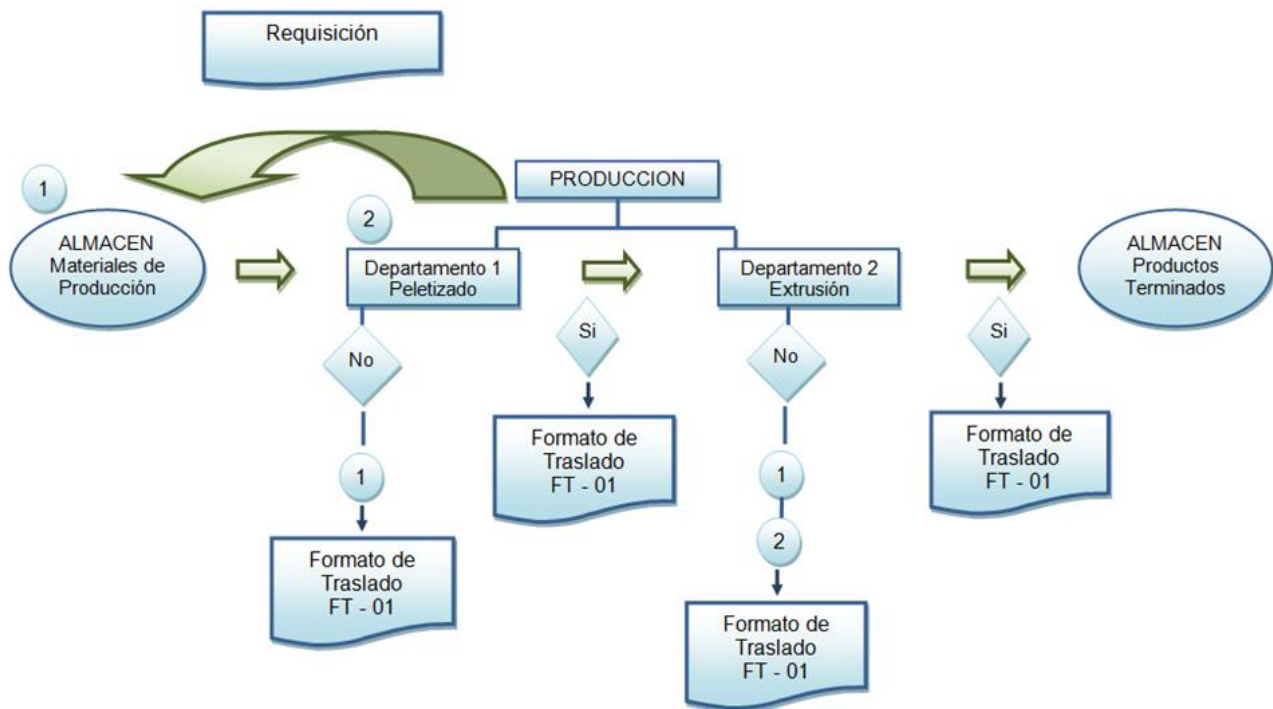 Requisición
1
PRODUCCION
2
ALMACEN
Materiales de
Producción
Departamento 1
Peletizado
Departamento 2
Extrusión
ALMACEN
Productos
Terminados
No
Si
No
Si
Formato de
Traslado
FT - 01
Formato de
Traslado
FT - 01
1
1
2
Formato de
Traslado
FT - 01
Formato de
Traslado
FT - 01